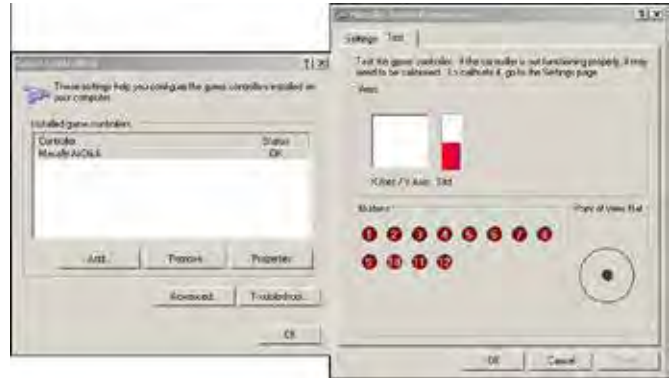 These settings help you configure the game controllers installed on
your computer.
Installed game controllers
Controller Status
OK
Add... Remove Properties
Advanced... Troubleshoot...
OK
Settings Test
Test the game controller. If the controller is not functioning properly, it may
need to be calibrated. To calibrate it, go to the Settings page.
Axes
X Axis / Y Axis
Buttons Point of View Hat
1 2 3 4 5 6 7 8
9 10 11 12
OK Cancel